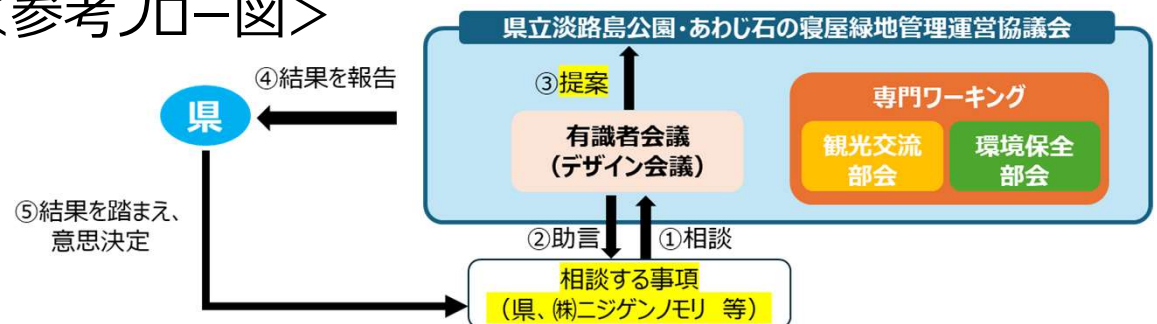 ＜参考フロー図＞
県立淡路島公園・あわじ石の寝屋緑地管理運営協議会
④結果を報告
③提案
専門ワーキング
県
有識者会議
（デザイン会議）
観光交流
部会
環境保全
部会
⑤結果を踏まえ、
意思決定
②助言
①相談
相談する事項
（県、㈱ニジゲンノモリ 等）